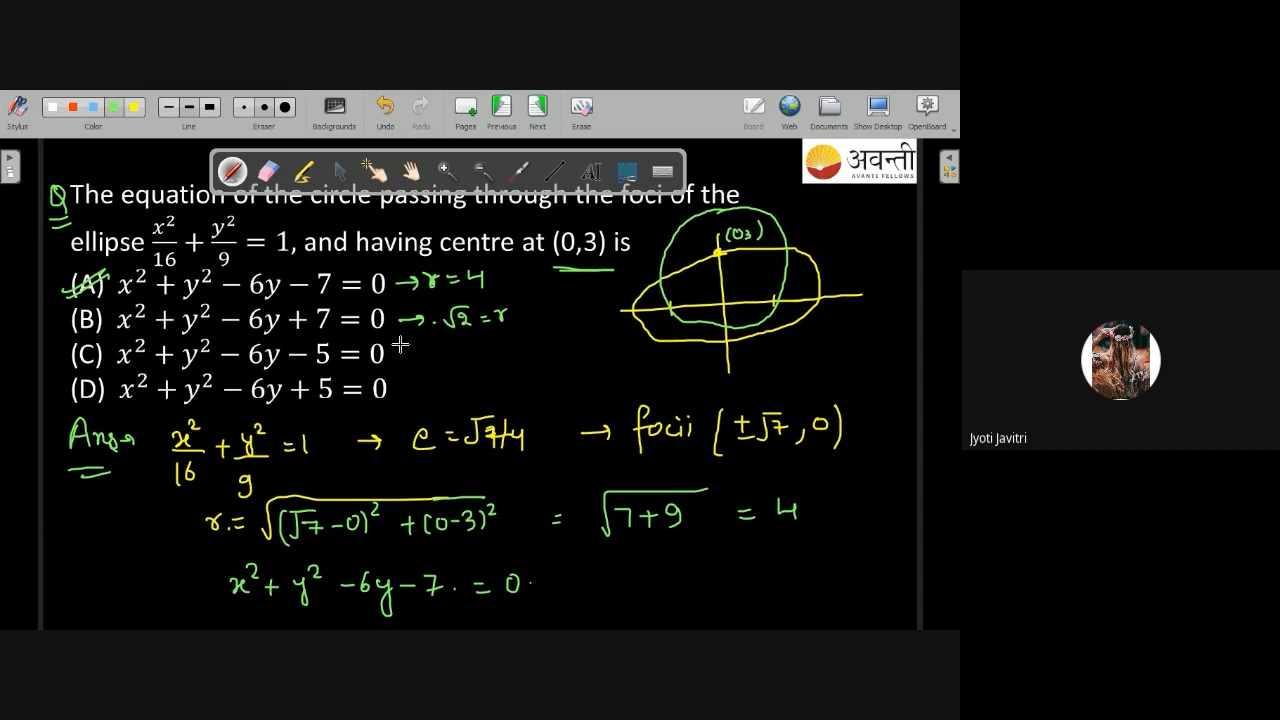 Stylus
Color
Line
Eraser
Backgrounds
Undo
Redo
Pages
Previous
Next
Erase
Board
Web
Documents
Show Desktop
OpenBoard
अवन्ती
AVANTI FELLOWS
Q The equation of the circle passing through the foci of the
ellipse x²/16 + y²/9 = 1, and having centre at (0,3) is
(A) x² + y² − 6y − 7 = 0 → r = 4
(B) x² + y² − 6y + 7 = 0 → √2 = r
(C) x² + y² − 6y − 5 = 0
(D) x² + y² − 6y + 5 = 0
(03)
Ans→ x²/16 + y²/9 = 1 → e = √7/4 → focii (±√7, 0)
r = √(√7 − 0)² + (0−3)² = √7+9 = 4
x² + y² − 6y − 7 = 0
Jyoti Javitri